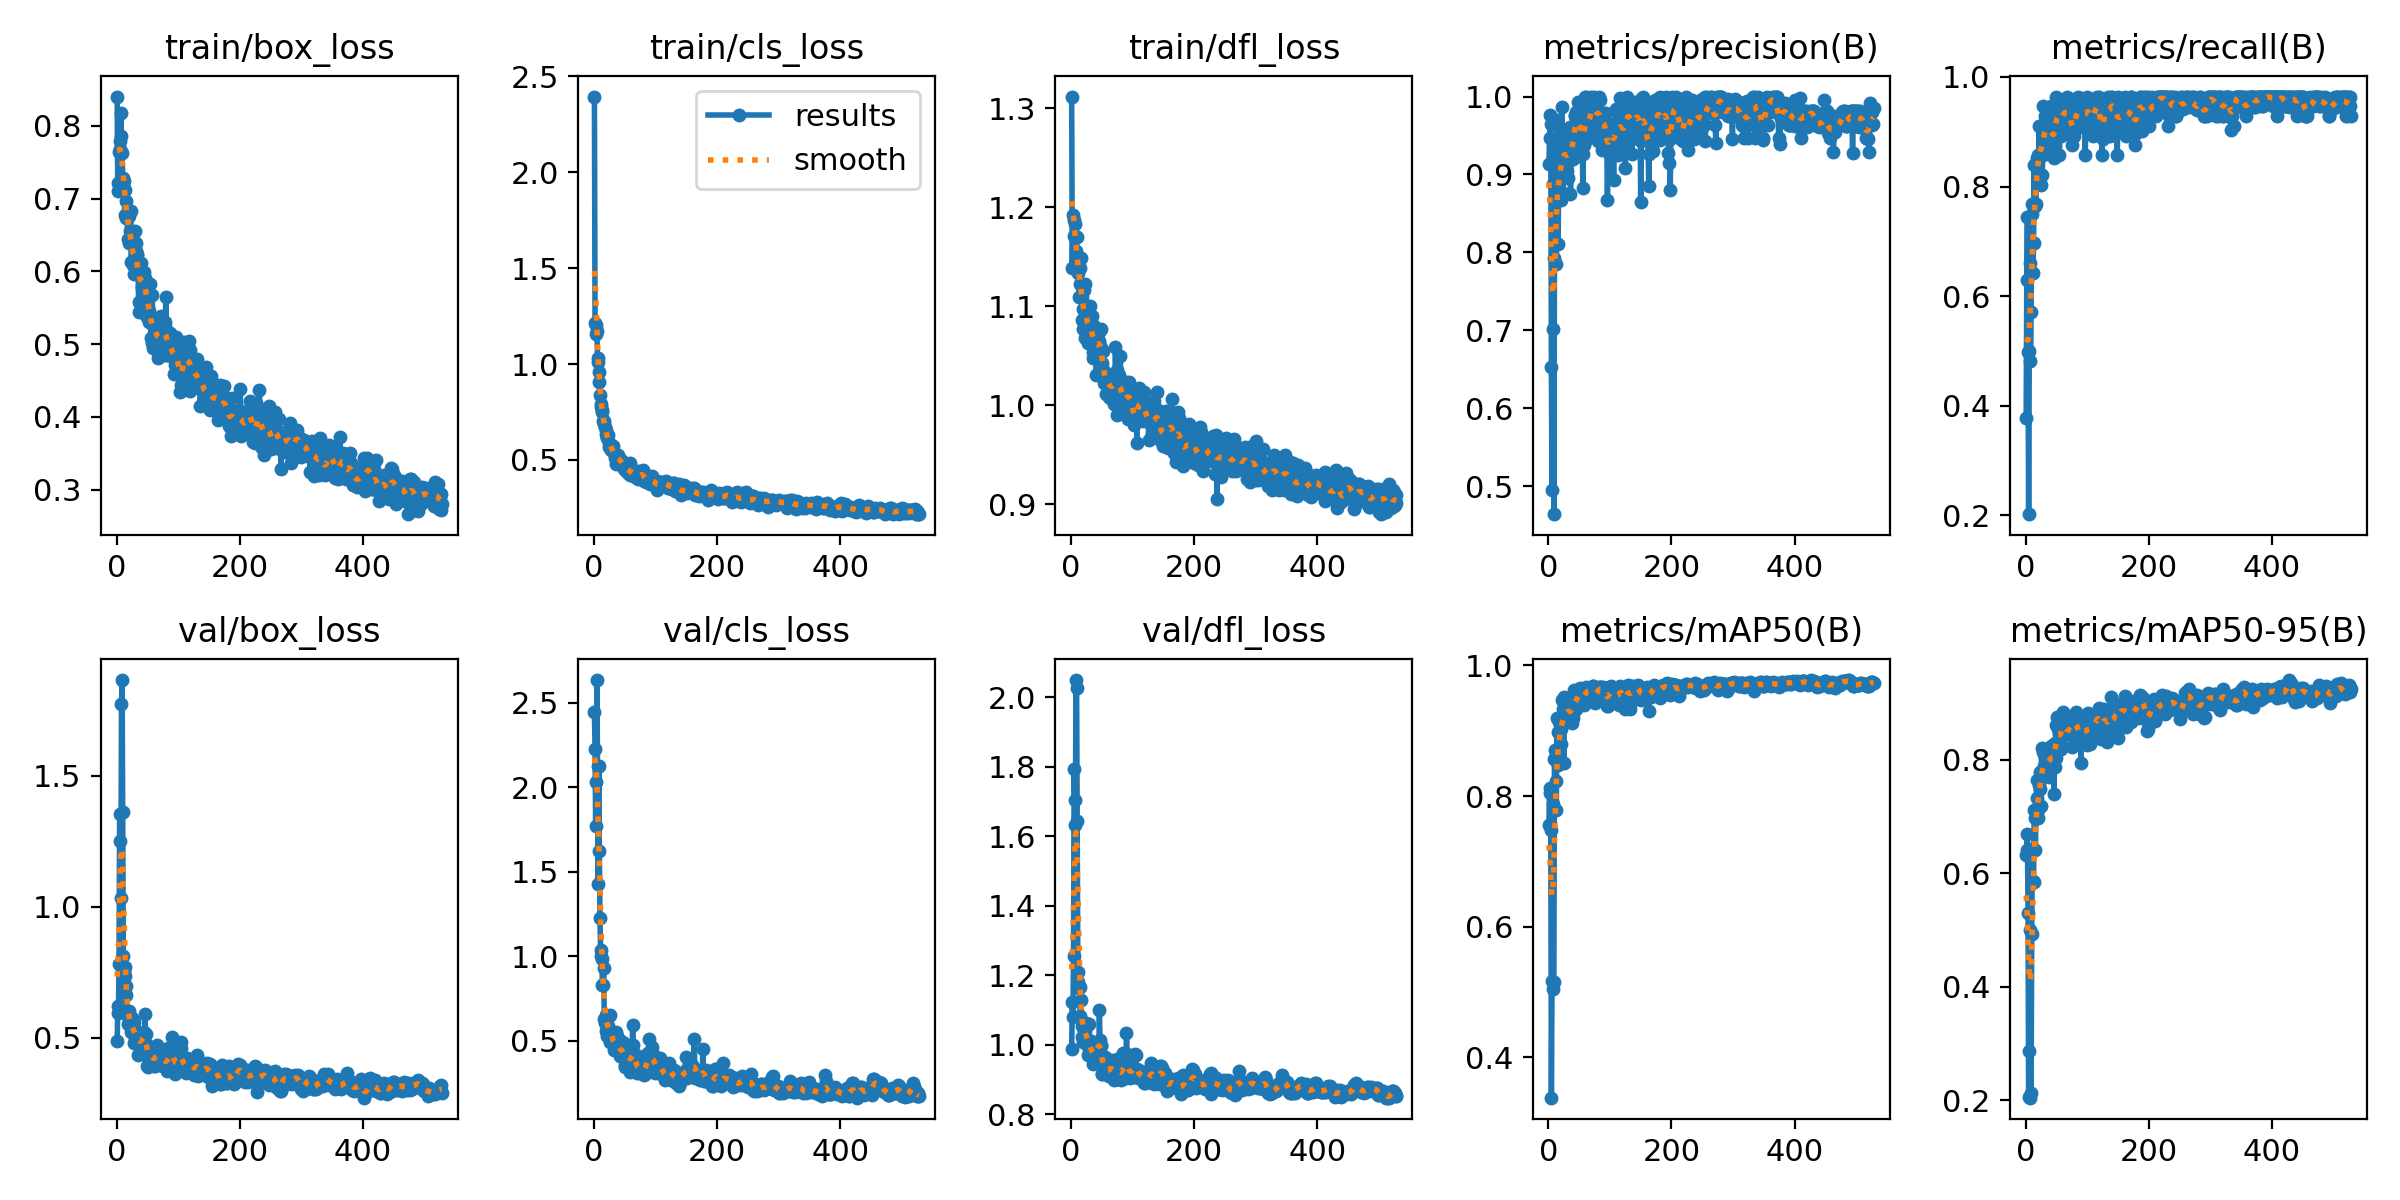 train/box_loss
0.8
0.7
0.6
0.5
0.4
0.3
0 200 400
train/cls_loss
2.5
2.0
1.5
1.0
0.5
results
smooth
0 200 400
train/dfl_loss
1.3
1.2
1.1
1.0
0.9
0 200 400
metrics/precision(B)
1.0
0.9
0.8
0.7
0.6
0.5
0 200 400
metrics/recall(B)
1.0
0.8
0.6
0.4
0.2
0 200 400
val/box_loss
1.5
1.0
0.5
0 200 400
val/cls_loss
2.5
2.0
1.5
1.0
0.5
0 200 400
val/dfl_loss
2.0
1.8
1.6
1.4
1.2
1.0
0.8
0 200 400
metrics/mAP50(B)
1.0
0.8
0.6
0.4
0 200 400
metrics/mAP50-95(B)
0.8
0.6
0.4
0.2
0 200 400